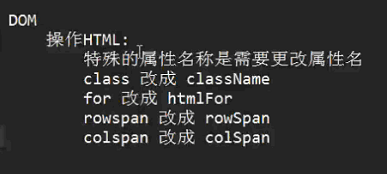 DOM
操作HTML:
特殊的属性名称是需要更改属性名
class 改成 className
for 改成 htmlFor
rowspan 改成 rowSpan
colspan 改成 colSpan